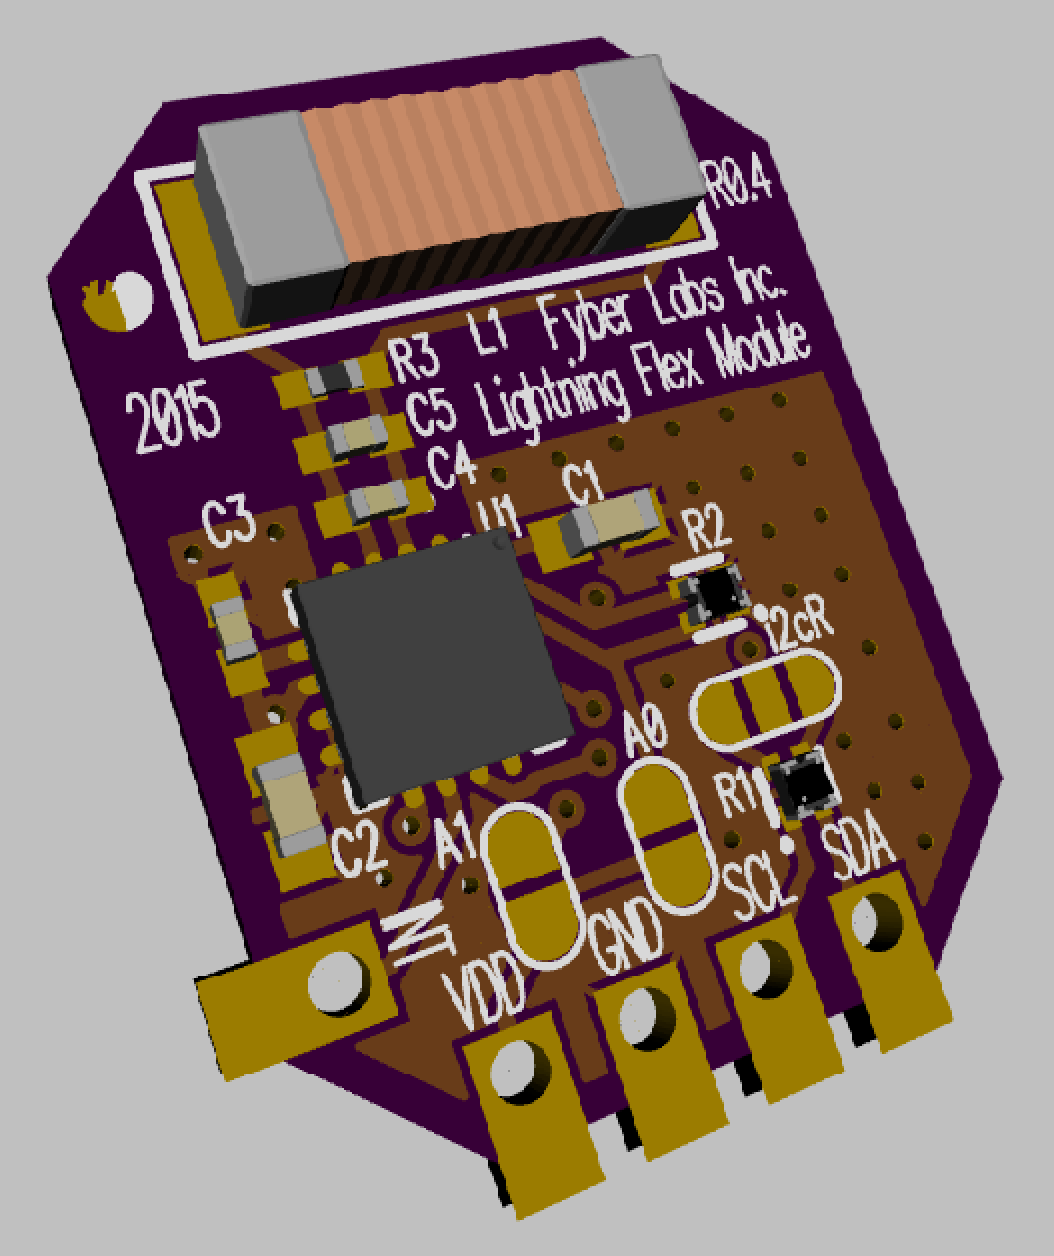 R0.4
L1 Fyber Labs Inc.
R3
Lightning Flex Module
2015
C5
C4
C1
U1
C3
R2
i2cR
A0
R1
A1
C2
SDA
SCL
INT
GND
VDD